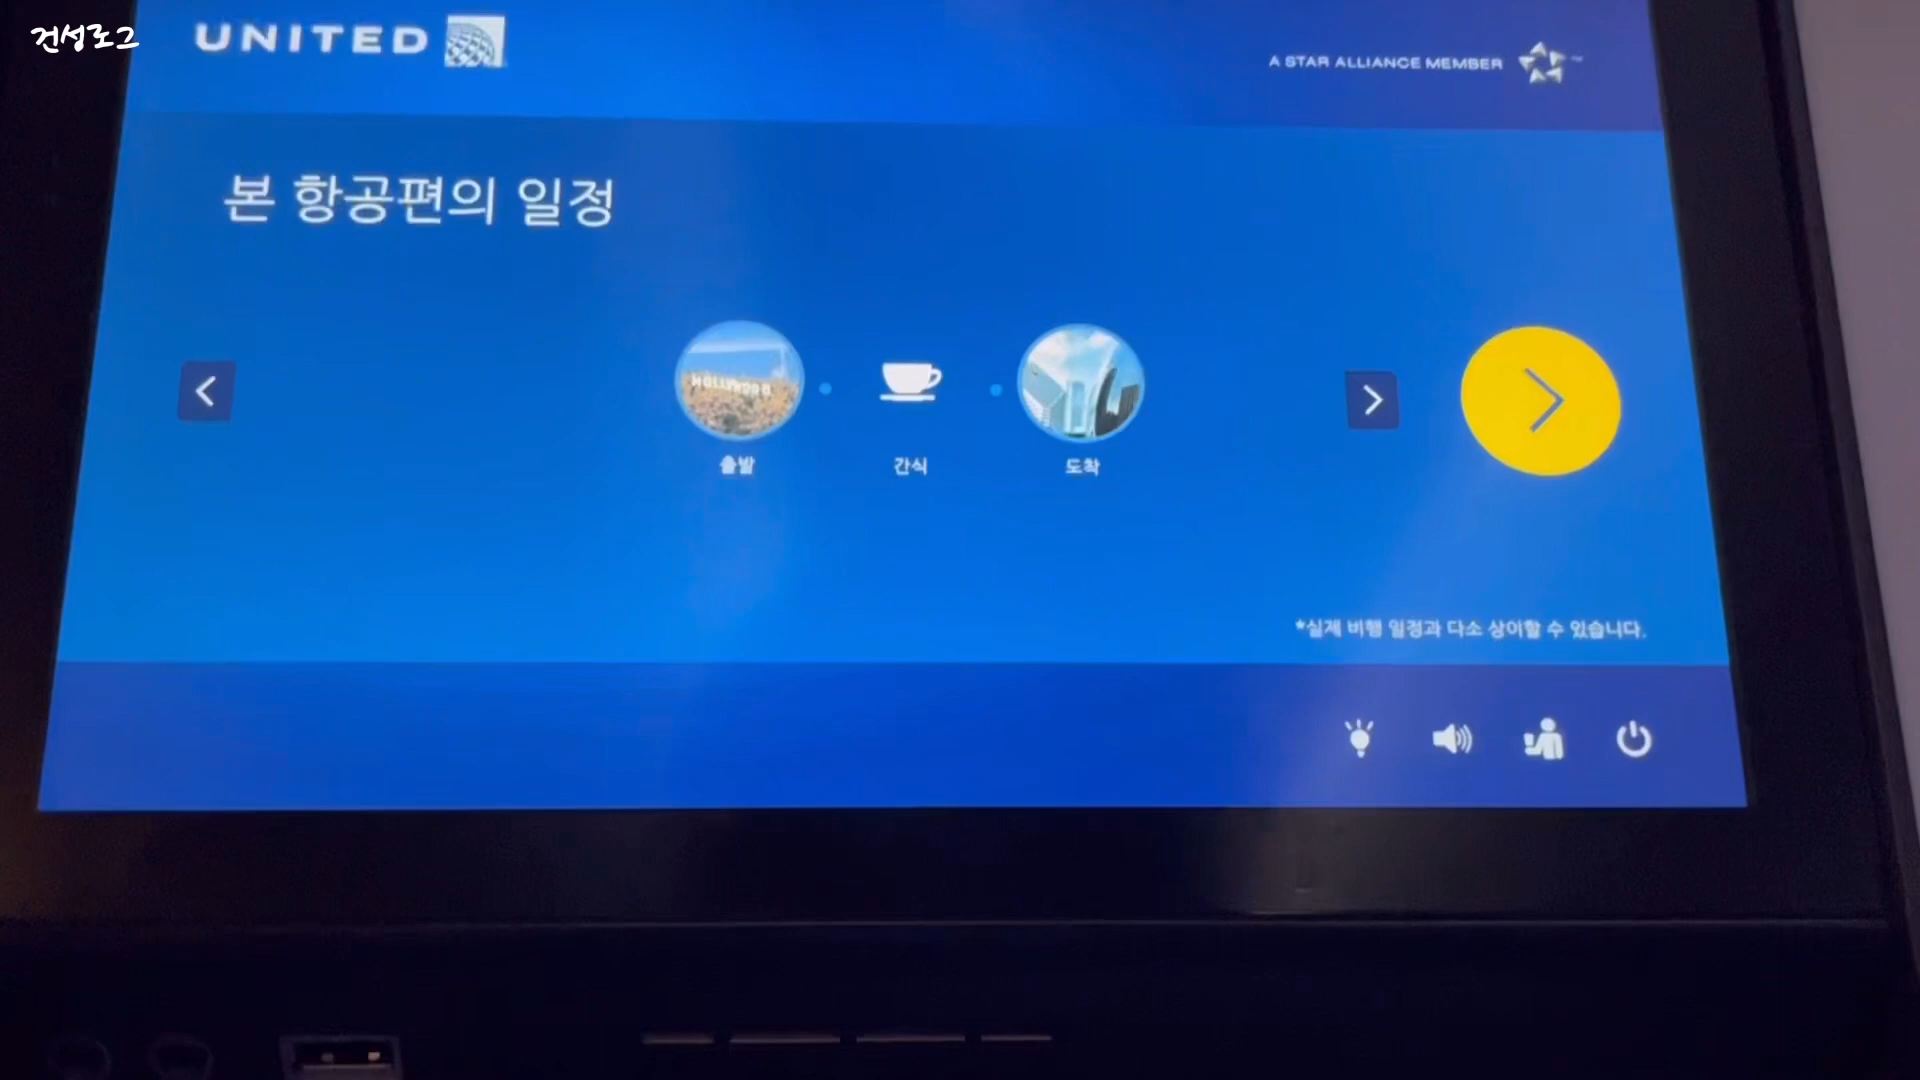 건성로그
UNITED
A STAR ALLIANCE MEMBER
본 항공편의 일정
HOLLYWOOD
출발
간식
도착
*실제 비행 일정과 다소 상이할 수 있습니다.